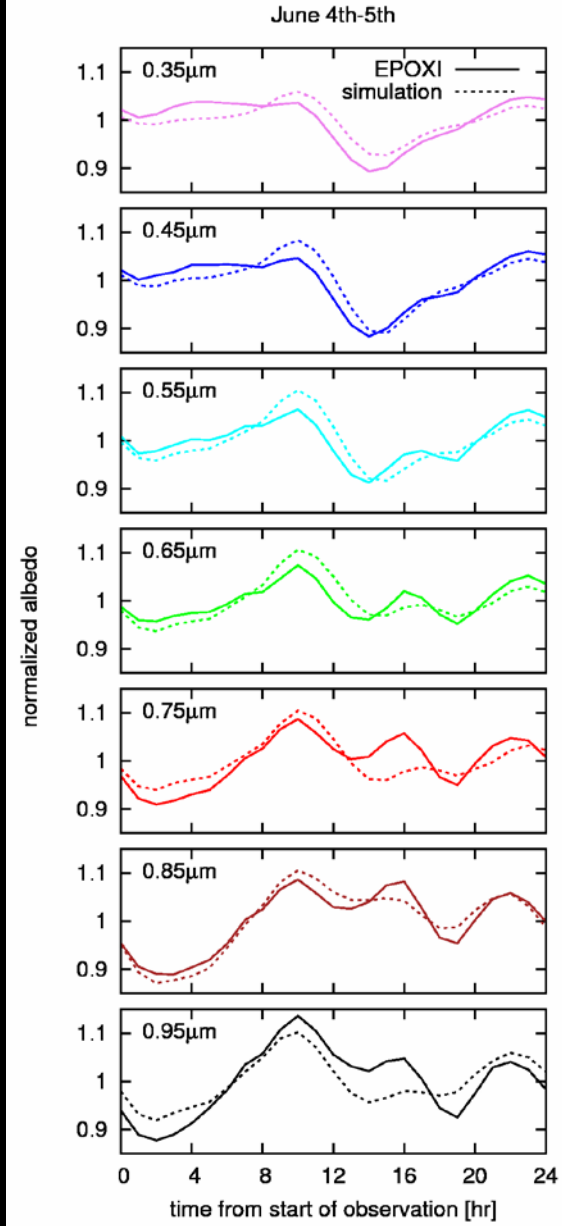 June 4th-5th
0.35μm
EPOXI
simulation
1.1
1
0.9
0.45μm
1.1
1
0.9
0.55μm
1.1
1
0.9
0.65μm
1.1
1
0.9
0.75μm
1.1
1
0.9
0.85μm
1.1
1
0.9
0.95μm
1.1
1
0.9
normalized albedo
0 4 8 12 16 20 24
time from start of observation [hr]